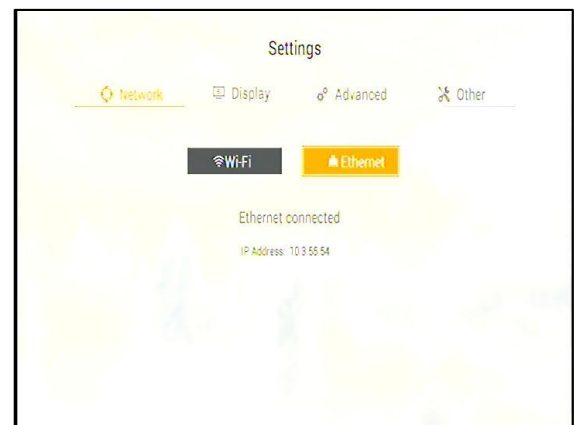 Settings
Network Display Advanced Other
Wi-Fi Ethernet
Ethernet connected
IP Address: 10.3.55.54